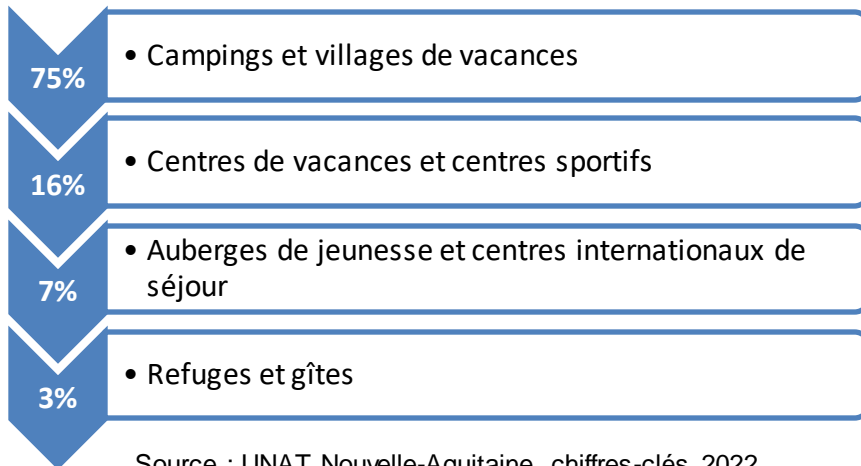 75%
• Campings et villages de vacances
16%
• Centres de vacances et centres sportifs
7%
• Auberges de jeunesse et centres internationaux de
séjour
3%
• Refuges et gîtes
Source : UNAT Nouvelle-Aquitaine, chiffres-clés, 2022